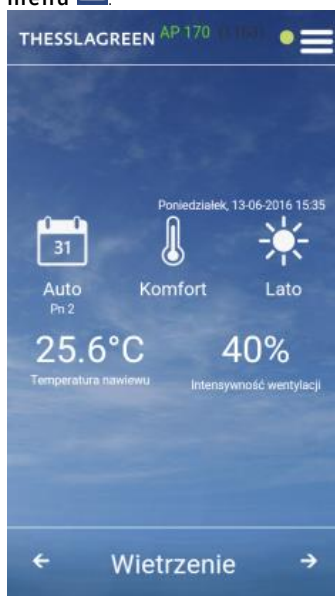 menu
THESSLAGREEN AP 170
Poniedziałek, 13-06-2016 15:35
31
Auto Komfort Lato
Pn 2
25.6°C 40%
Temperatura nawiewu Intensywność wentylacji
Wietrzenie